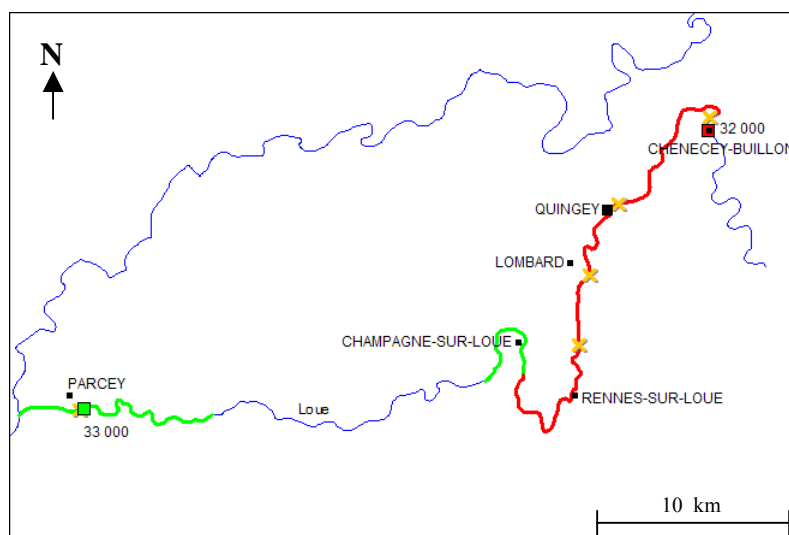 N
32 000
CHENECEY-BUILLON
QUINGEY
LOMBARD
CHAMPAGNE-SUR-LOUE
PARCEY
RENNES-SUR-LOUE
Loue
33 000
10 km